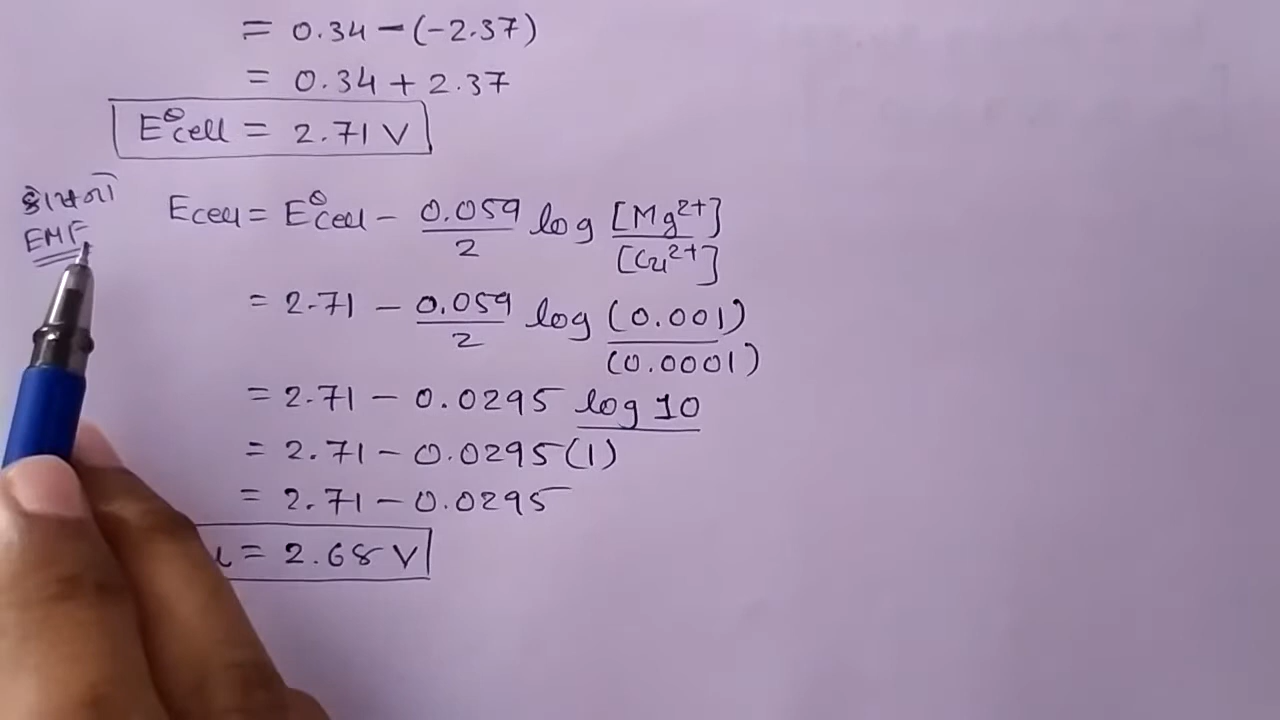 = 0.34 - (-2.37)
= 0.34 + 2.37
E⊖cell = 2.71 V
EMF
Ecell = E⊖cell - 0.059/2 log [Mg2+]/[Cu2+]
= 2.71 - 0.059/2 log (0.001)/(0.0001)
= 2.71 - 0.0295 log 10
= 2.71 - 0.0295(1)
= 2.71 - 0.0295
= 2.68 V